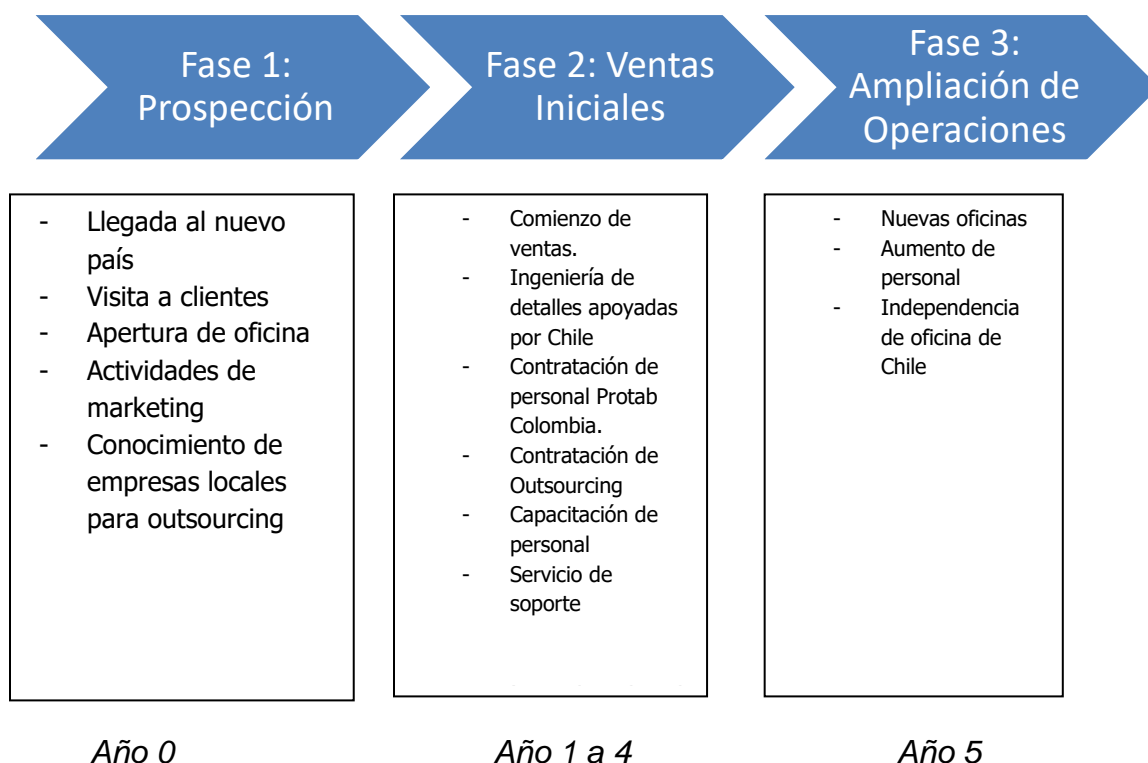 Fase 1:
Prospección
Fase 2: Ventas
Iniciales
Fase 3:
Ampliación de
Operaciones
- Llegada al nuevo
país
- Visita a clientes
- Apertura de oficina
- Actividades de
marketing
- Conocimiento de
empresas locales
para outsourcing
- Comienzo de
ventas.
- Ingeniería de
detalles apoyadas
por Chile
- Contratación de
personal Protab
Colombia.
- Contratación de
Outsourcing
- Capacitación de
personal
- Servicio de
soporte
- Nuevas oficinas
- Aumento de
personal
- Independencia
de oficina de
Chile
Año 0
Año 1 a 4
Año 5